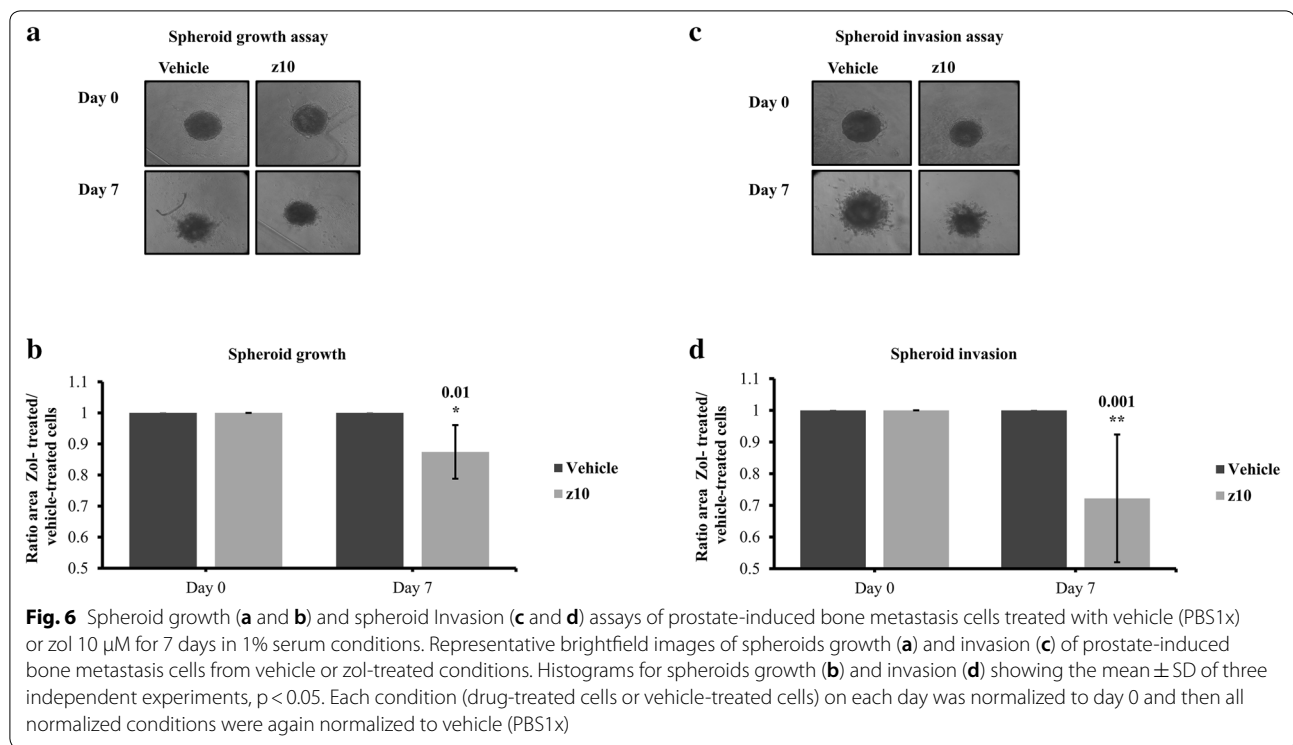 a
Spheroid growth assay
Vehicle z10
Day 0
Day 7
c
Spheroid invasion assay
Vehicle z10
Day 0
Day 7
b
Spheroid growth
Ratio area Zol- treated/
vehicle-treated cells
1.1
1
0.9
0.8
0.7
0.6
0.5
0.01
*
Day 0 Day 7
Vehicle
z10
d
Spheroid invasion
Ratio area Zol- treated/
vehicle-treated cells
1.1
1
0.9
0.8
0.7
0.6
0.5
0.001
**
Day 0 Day 7
Vehicle
z10
Fig. 6 Spheroid growth (a and b) and spheroid Invasion (c and d) assays of prostate-induced bone metastasis cells treated with vehicle (PBS1x)
or zol 10 μM for 7 days in 1% serum conditions. Representative brightfield images of spheroids growth (a) and invasion (c) of prostate-induced
bone metastasis cells from vehicle or zol-treated conditions. Histograms for spheroids growth (b) and invasion (d) showing the mean ± SD of three
independent experiments, p < 0.05. Each condition (drug-treated cells or vehicle-treated cells) on each day was normalized to day 0 and then all
normalized conditions were again normalized to vehicle (PBS1x)